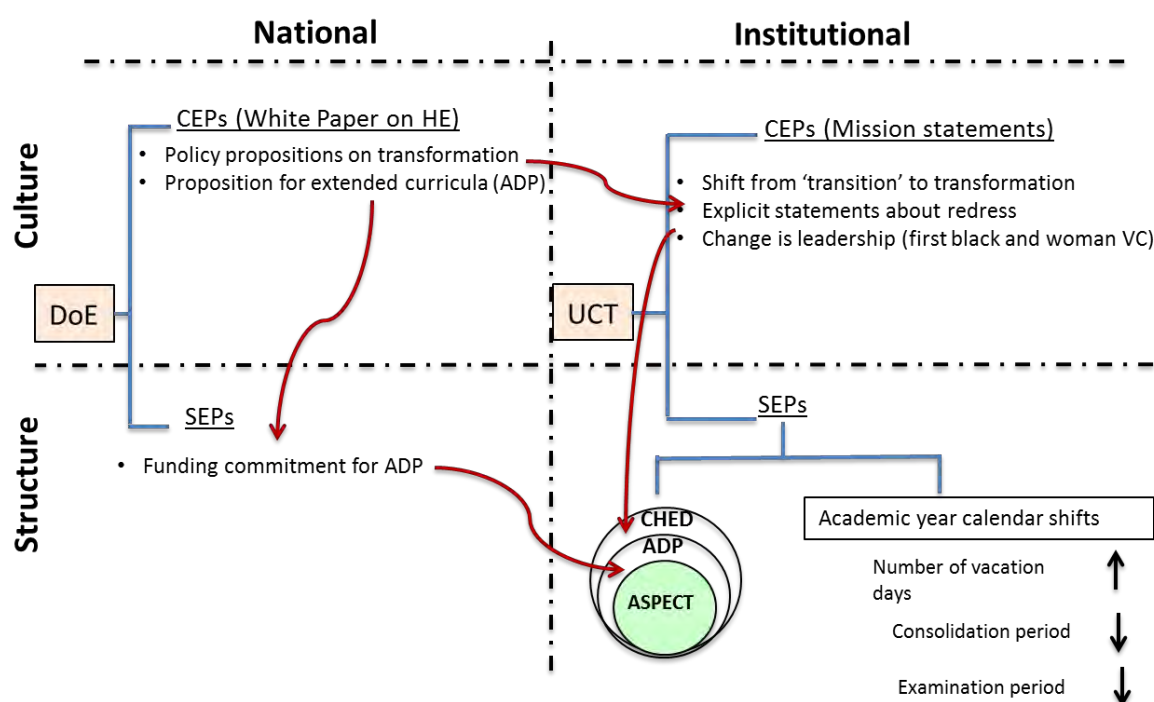 National
Institutional
Culture
CEPs (White Paper on HE)
• Policy propositions on transformation
• Proposition for extended curricula (ADP)
CEPs (Mission statements)
• Shift from ‘transition’ to transformation
• Explicit statements about redress
• Change is leadership (first black and woman VC)
DoE
UCT
Structure
SEPs
• Funding commitment for ADP
SEPs
CHED
ADP
ASPECT
Academic year calendar shifts
Number of vacation
days
Consolidation period
Examination period